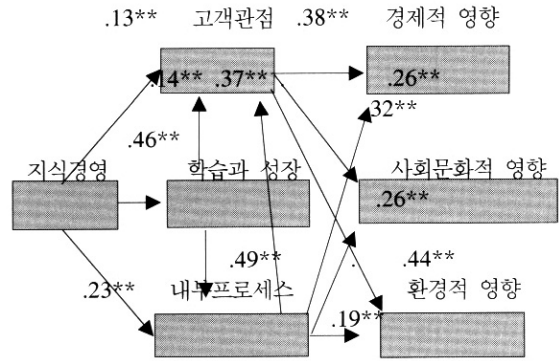 .13** 고객관점 .38** 경제적 영향
.14** .37** .26**
.32**
.46**
지식경영 학습과 성장 사회문화적 영향
.26**
.49** .44**
.23** 내부프로세스 환경적 영향
.19**